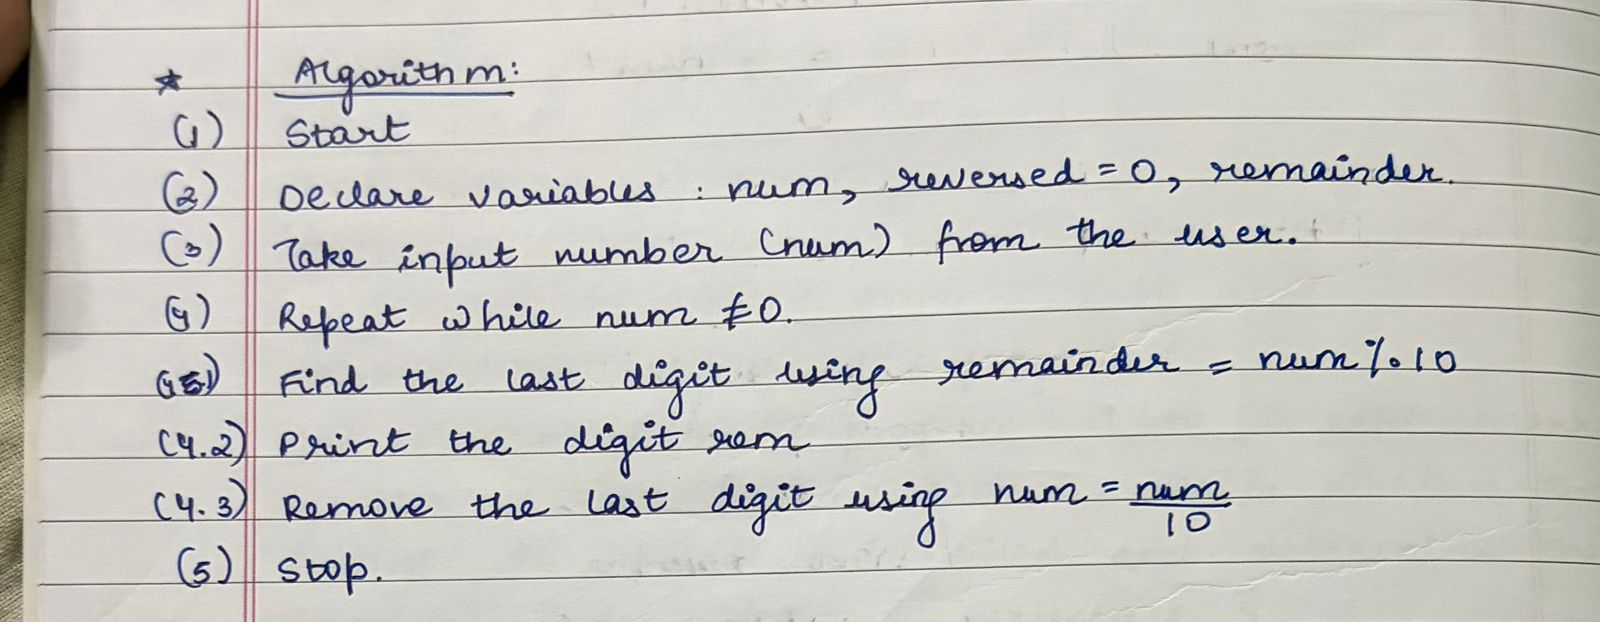 * Algorithm:
(1) Start
(2) Declare variables : num, reversed = 0, remainder.
(3) Take input number (num) from the user.
(4) Repeat while num ≠ 0.
Find the last digit using remainder = num % 10
(4.2) Print the digit rem
(4.3) Remove the last digit using num = num/10
(5) Stop.